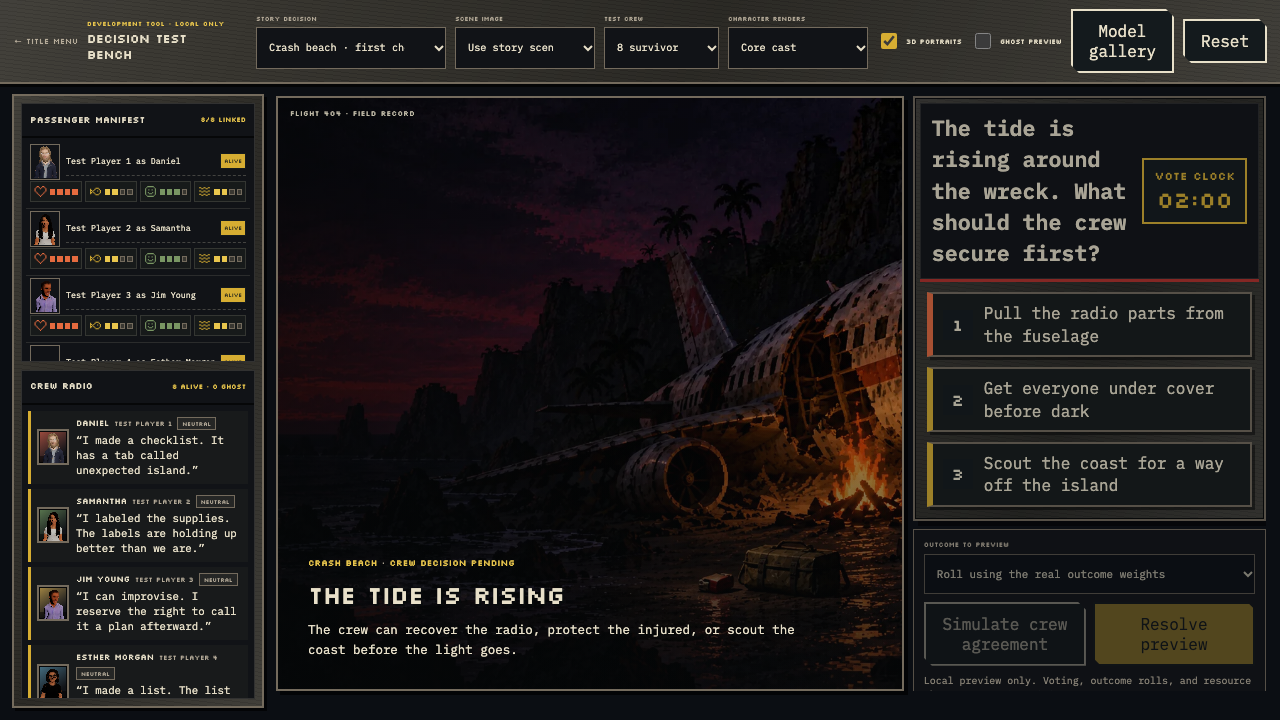 ← TITLE MENU
DEVELOPMENT TOOL · LOCAL ONLY
DECISION TEST
BENCH
STORY DECISION
Crash beach · first ch
SCENE IMAGE
Use story scen
TEST CREW
8 survivor
CHARACTER RENDERS
Core cast
3D PORTRAITS
GHOST PREVIEW
Model
gallery
Reset
PASSENGER MANIFEST
8/8 LINKED
Test Player 1 as Daniel
ALIVE
Test Player 2 as Samantha
ALIVE
Test Player 3 as Jim Young
ALIVE
CREW RADIO
8 ALIVE · 0 GHOST
DANIEL TEST PLAYER 1 NEUTRAL
“I made a checklist. It
has a tab called
unexpected island.”
SAMANTHA TEST PLAYER 2 NEUTRAL
“I labeled the supplies.
The labels are holding up
better than we are.”
JIM YOUNG TEST PLAYER 3 NEUTRAL
“I can improvise. I
reserve the right to call
it a plan afterward.”
ESTHER MORGAN TEST PLAYER 4
NEUTRAL
“I made a list. The list
FLIGHT 404 · FIELD RECORD
CRASH BEACH · CREW DECISION PENDING
THE TIDE IS RISING
The crew can recover the radio, protect the injured, or scout the
coast before the light goes.
The tide is
rising around
the wreck. What
should the crew
secure first?
VOTE CLOCK
02:00
1 Pull the radio parts from
the fuselage
2 Get everyone under cover
before dark
3 Scout the coast for a way
off the island
OUTCOME TO PREVIEW
Roll using the real outcome weights
Simulate crew
agreement
Resolve
preview
Local preview only. Voting, outcome rolls, and resource